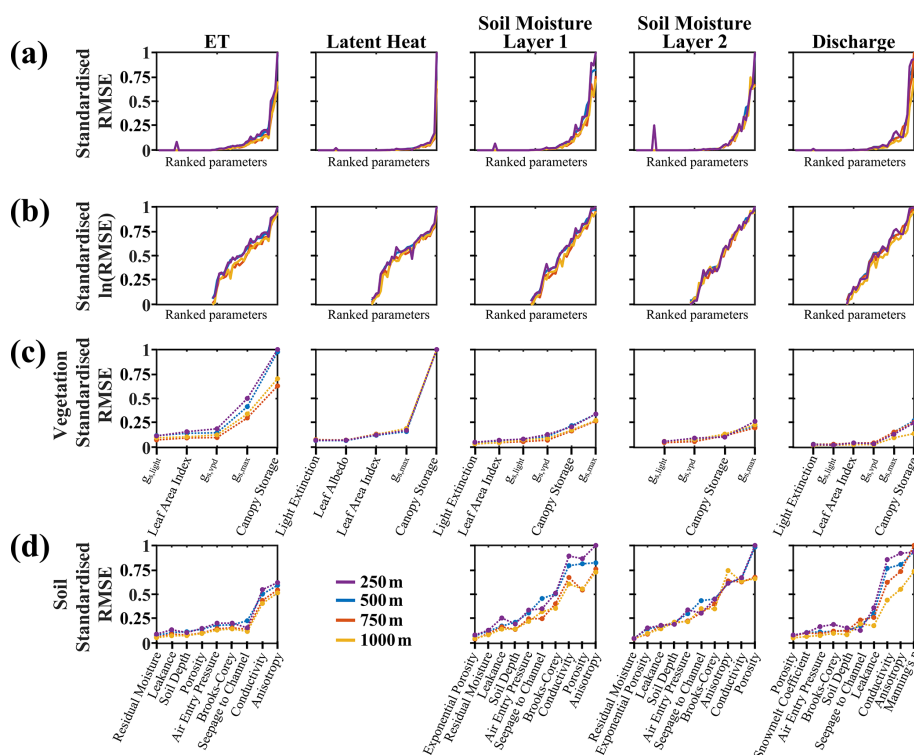 ET
Latent Heat
Soil Moisture
Layer 1
Soil Moisture
Layer 2
Discharge
(a)
Standardised
RMSE
1
0.75
0.5
0.25
0
Ranked parameters
Ranked parameters
Ranked parameters
Ranked parameters
Ranked parameters
(b)
Standardised
ln(RMSE)
1
0.75
0.5
0.25
0
Ranked parameters
Ranked parameters
Ranked parameters
Ranked parameters
Ranked parameters
(c)
Vegetation
Standardised
RMSE
1
0.75
0.5
0.25
0
g_s,light
Leaf Area Index
g_s,vpd
g_s,max
Canopy Storage
Light Extinction
Leaf Albedo
Leaf Area Index
g_s,max
Canopy Storage
Light Extinction
Leaf Area Index
g_s,light
g_s,vpd
Canopy Storage
g_s,max
g_s,light
g_s,vpd
Canopy Storage
g_s,max
Light Extinction
g_s,light
Leaf Area Index
g_s,vpd
g_s,max
Canopy Storage
(d)
Soil
Standardised
RMSE
1
0.75
0.5
0.25
0
250 m
500 m
750 m
1000 m
Residual Moisture
Leakance
Soil Depth
Porosity
Air Entry Pressure
Brooks-Corey
Seepage to Channel
Conductivity
Anisotropy
Exponential Porosity
Residual Moisture
Leakance
Soil Depth
Air Entry Pressure
Seepage to Channel
Brooks-Corey
Conductivity
Porosity
Anisotropy
Residual Moisture
Exponential Porosity
Leakance
Soil Depth
Air Entry Pressure
Seepage to Channel
Brooks-Corey
Anisotropy
Conductivity
Porosity
Porosity
Snowmelt Coefficient
Air Entry Pressure
Brooks-Corey
Soil Depth
Seepage to Channel
Leakance
Conductivity
Anisotropy
Manning